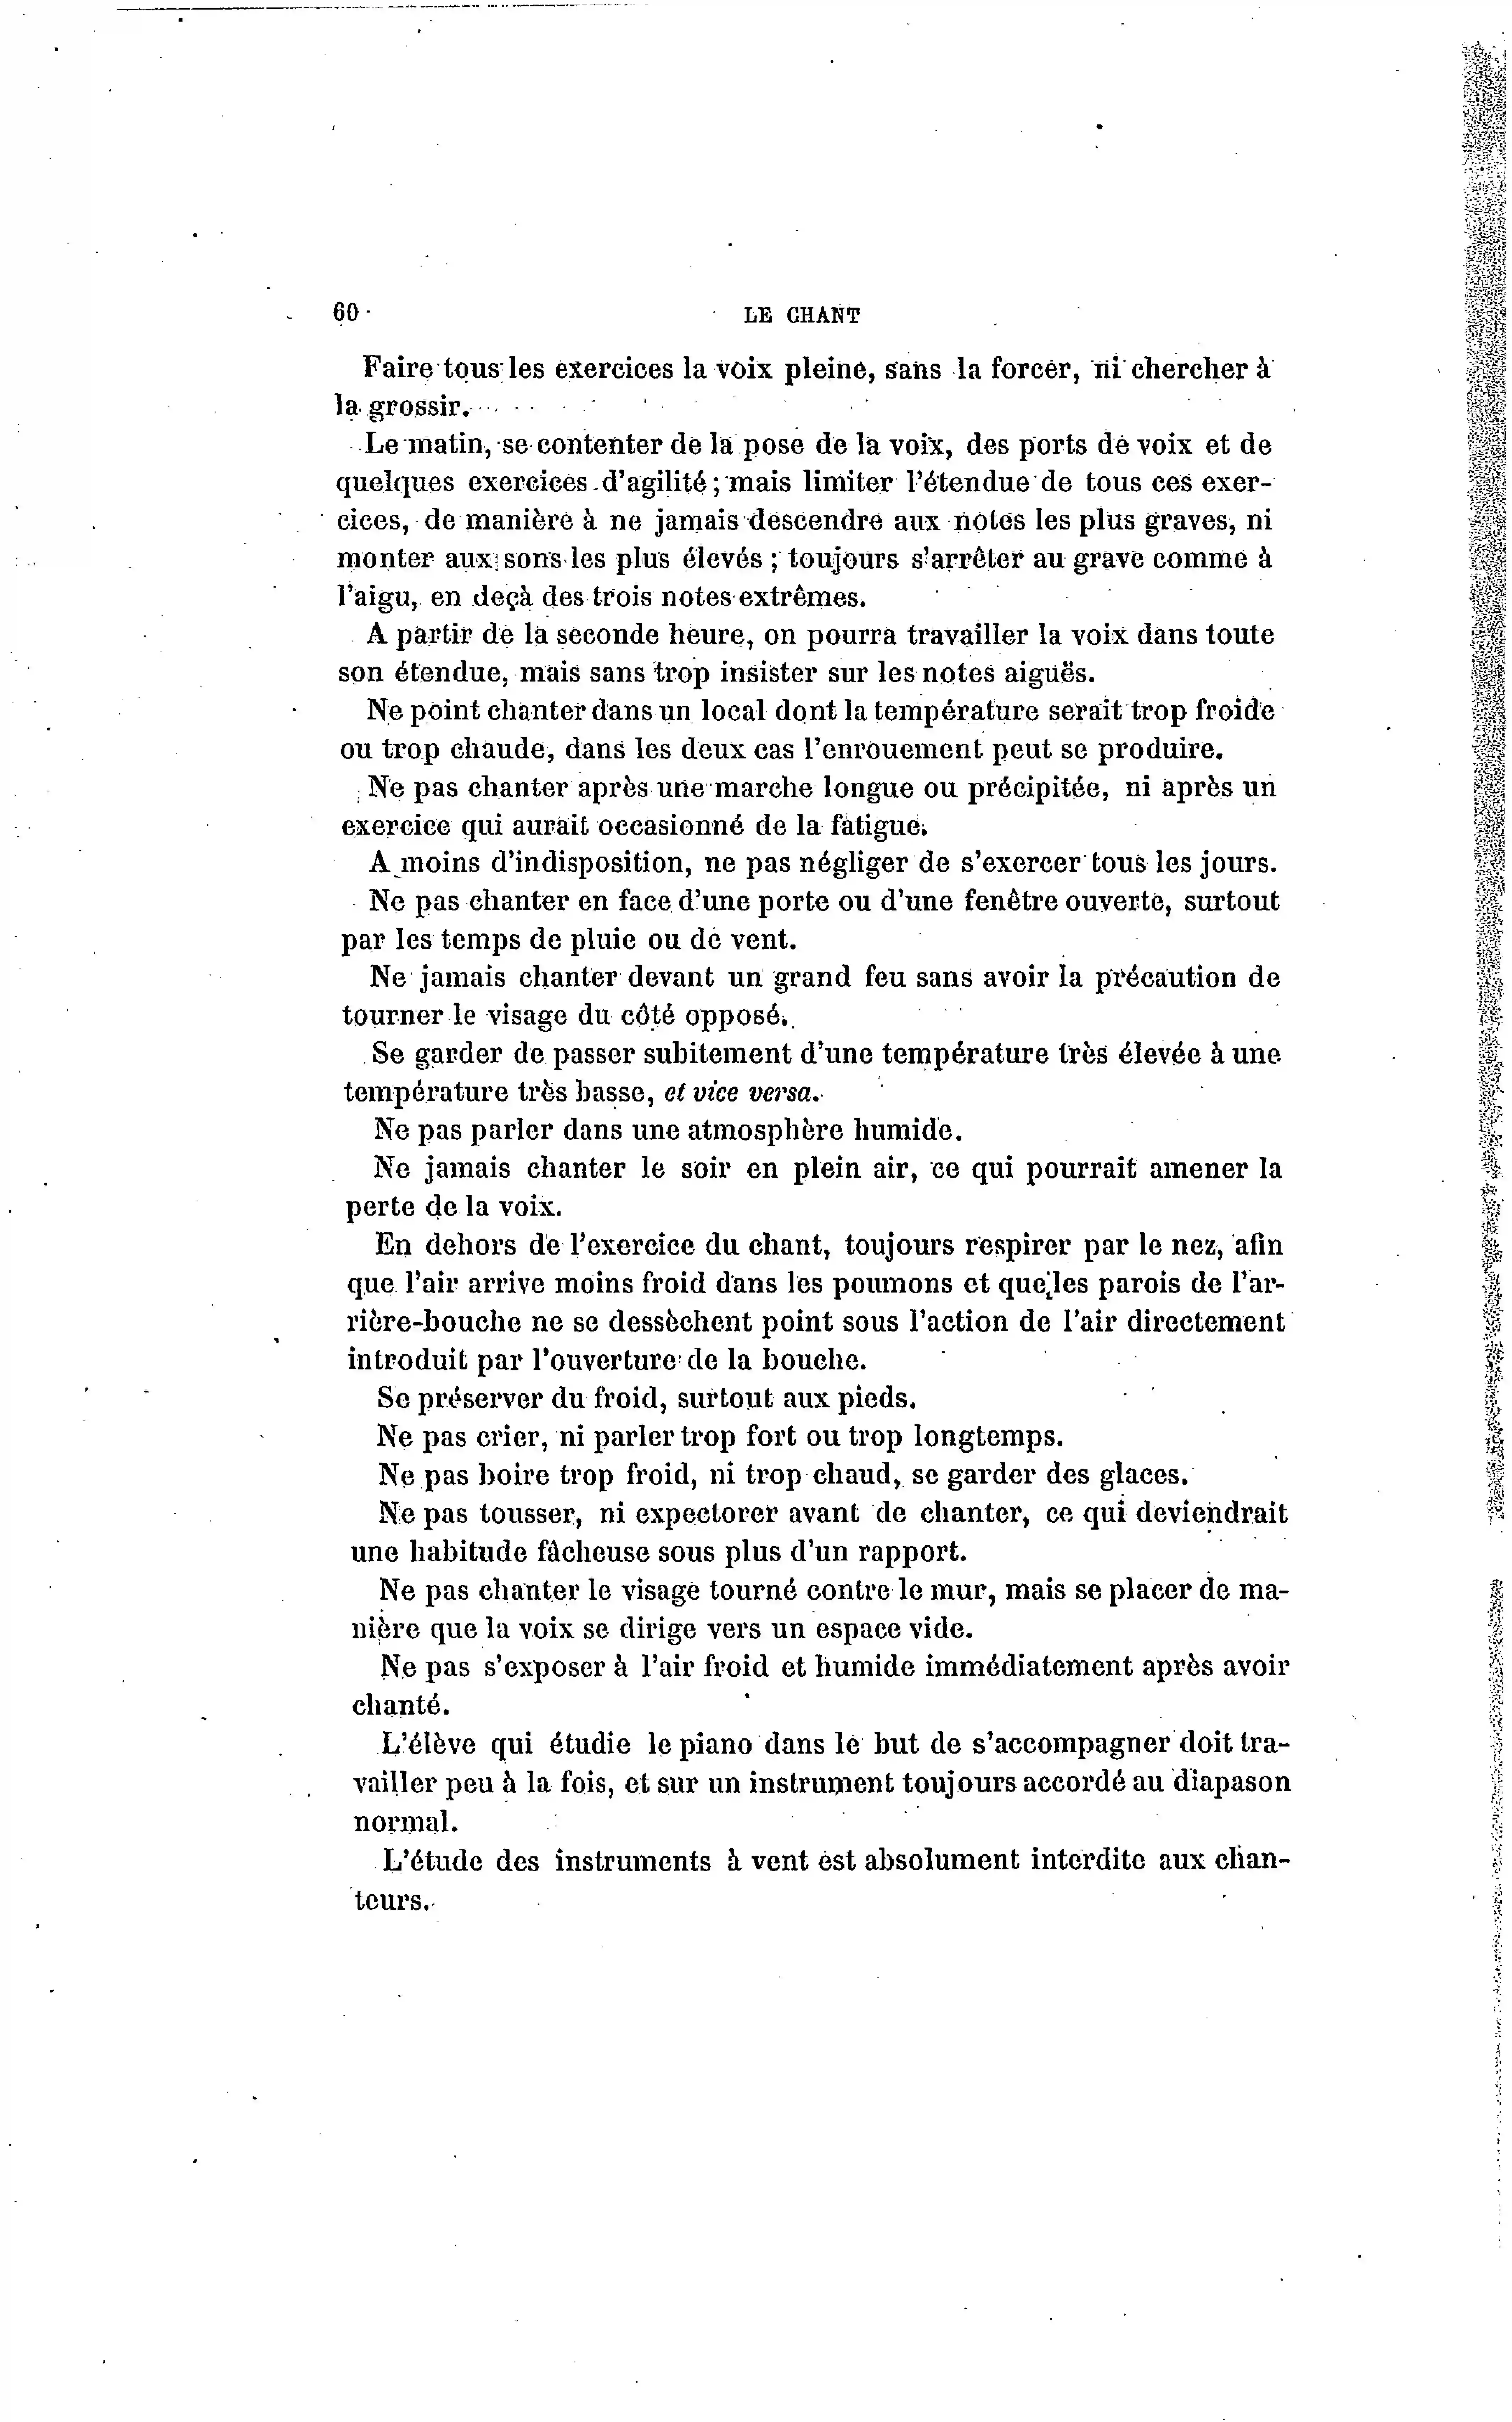 60 LE CHANT
Faire tous les exercices la voix pleine, sans la forcer, ni chercher à
la grossir.
Le matin, se contenter de la pose de la voix, des ports de voix et de
quelques exercices d'agilité ; mais limiter l'étendue de tous ces exer-
cices, de manière à ne jamais descendre aux notes les plus graves, ni
monter aux sons les plus élevés ; toujours s'arrêter au grave comme à
l'aigu, en deçà des trois notes extrêmes.
A partir de la seconde heure, on pourra travailler la voix dans toute
son étendue, mais sans trop insister sur les notes aiguës.
Ne point chanter dans un local dont la température serait trop froide
ou trop chaude, dans les deux cas l'enrouement peut se produire.
Ne pas chanter après une marche longue ou précipitée, ni après un
exercice qui aurait occasionné de la fatigue.
A moins d'indisposition, ne pas négliger de s'exercer tous les jours.
Ne pas chanter en face d'une porte ou d'une fenêtre ouverte, surtout
par les temps de pluie ou de vent.
Ne jamais chanter devant un grand feu sans avoir la précaution de
tourner le visage du côté opposé.
Se garder de passer subitement d'une température très élevée à une
température très basse, et vice versa.
Ne pas parler dans une atmosphère humide.
Ne jamais chanter le soir en plein air, ce qui pourrait amener la
perte de la voix.
En dehors de l'exercice du chant, toujours respirer par le nez, afin
que l'air arrive moins froid dans les poumons et que les parois de l'ar-
rière-bouche ne se dessèchent point sous l'action de l'air directement
introduit par l'ouverture de la bouche.
Se préserver du froid, surtout aux pieds.
Ne pas crier, ni parler trop fort ou trop longtemps.
Ne pas boire trop froid, ni trop chaud, se garder des glaces.
Ne pas tousser, ni expectorer avant de chanter, ce qui deviendrait
une habitude fâcheuse sous plus d'un rapport.
Ne pas chanter le visage tourné contre le mur, mais se placer de ma-
nière que la voix se dirige vers un espace vide.
Ne pas s'exposer à l'air froid et humide immédiatement après avoir
chanté.
L'élève qui étudie le piano dans le but de s'accompagner doit tra-
vailler peu à la fois, et sur un instrument toujours accordé au diapason
normal.
L'étude des instruments à vent est absolument interdite aux chan-
teurs.